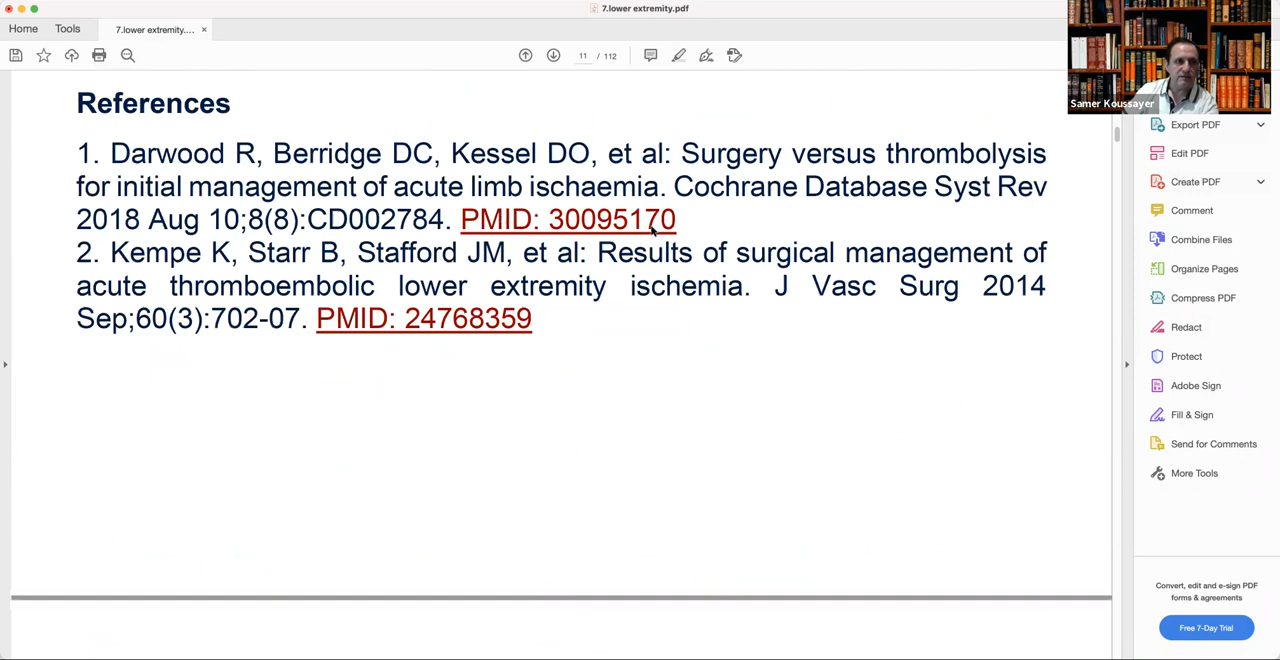 7.lower extremity.pdf
Home Tools 7.lower extremity.... ×
11 / 112
Samer Koussayer
References
1. Darwood R, Berridge DC, Kessel DO, et al: Surgery versus thrombolysis
for initial management of acute limb ischaemia. Cochrane Database Syst Rev
2018 Aug 10;8(8):CD002784. PMID: 30095170
2. Kempe K, Starr B, Stafford JM, et al: Results of surgical management of
acute thromboembolic lower extremity ischemia. J Vasc Surg 2014
Sep;60(3):702-07. PMID: 24768359
Export PDF
Edit PDF
Create PDF
Comment
Combine Files
Organize Pages
Compress PDF
Redact
Protect
Adobe Sign
Fill & Sign
Send for Comments
More Tools
Convert, edit and e-sign PDF
forms & agreements
Free 7-Day Trial